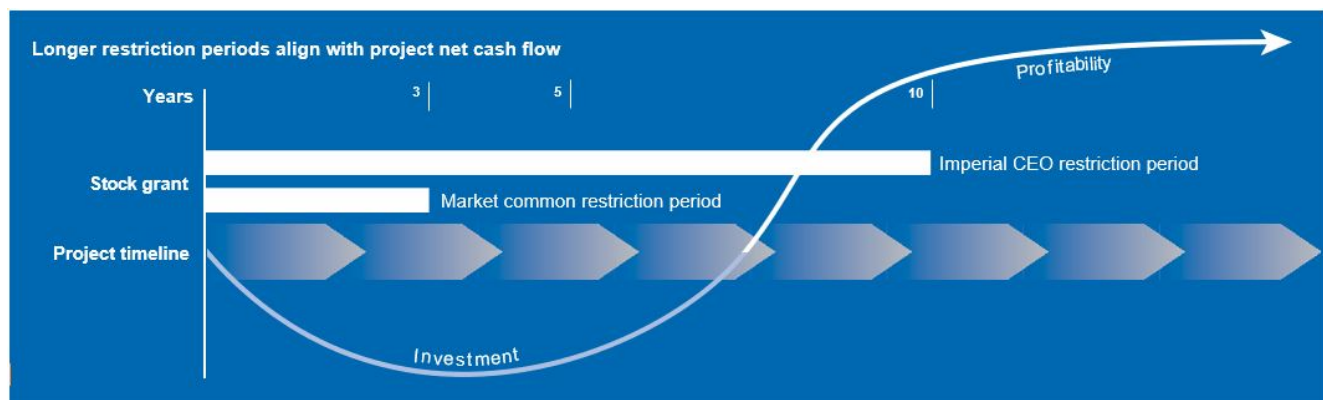 Longer restriction periods align with project net cash flow
Profitability
Years
3
5
10
Imperial CEO restriction period
Stock grant
Market common restriction period
Project timeline
Investment